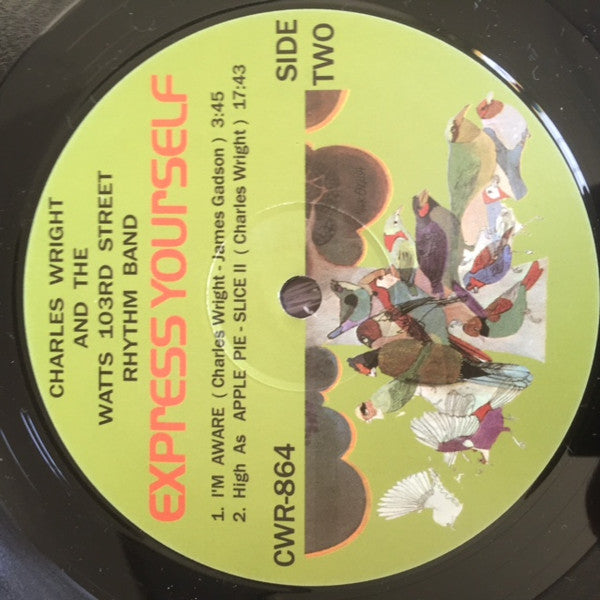 CHARLES WRIGHT
AND THE
WATTS 103RD STREET
RHYTHM BAND
EXPRESS YOURSELF
1. I'M AWARE ( Charles Wright - James Gadson ) 3:45
2. High As APPLE PIE - SLICE II ( Charles Wright ) 17:43
CWR-864
SIDE
TWO